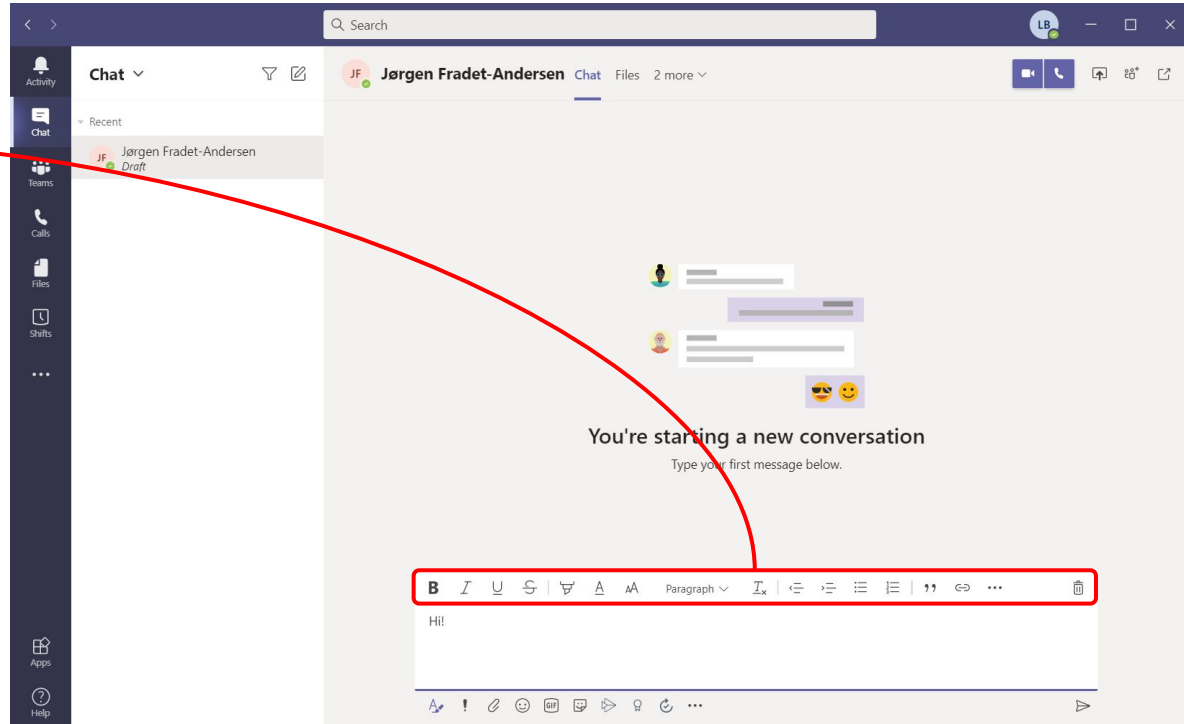 Search
LB
Activity
Chat
Teams
Calls
Files
Shifts
Apps
Help
Chat
Recent
JF Jørgen Fradet-Andersen
Draft
JF Jørgen Fradet-Andersen Chat Files 2 more
You're starting a new conversation
Type your first message below.
B I U S A AA Paragraph Ix
Hi!
GIF